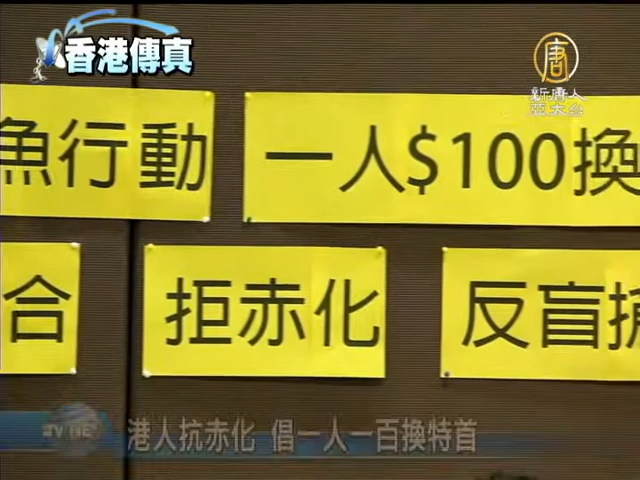 香港傳真
唐
新唐人
亞太台
魚行動
一人$100換
合
拒赤化
反盲
港人抗赤化 倡一人一百換特首